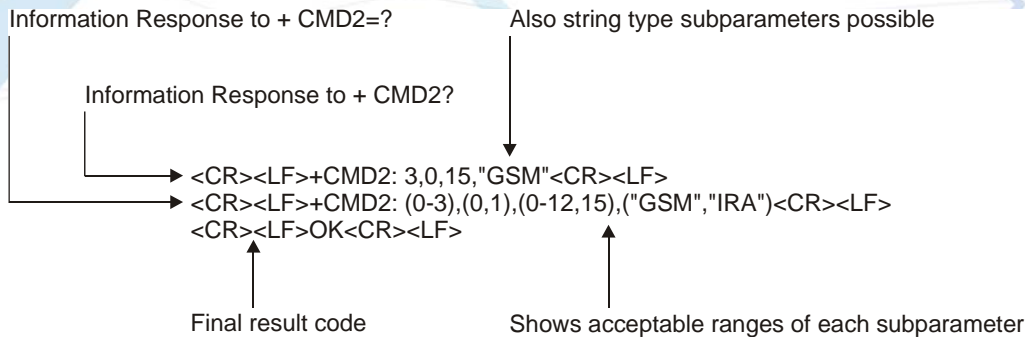 Information Response to + CMD2=?
Also string type subparameters possible
Information Response to + CMD2?
<CR><LF>+CMD2: 3,0,15,"GSM"<CR><LF>
<CR><LF>+CMD2: (0-3),(0,1),(0-12,15),("GSM","IRA")<CR><LF>
<CR><LF>OK<CR><LF>
Final result code
Shows acceptable ranges of each subparameter